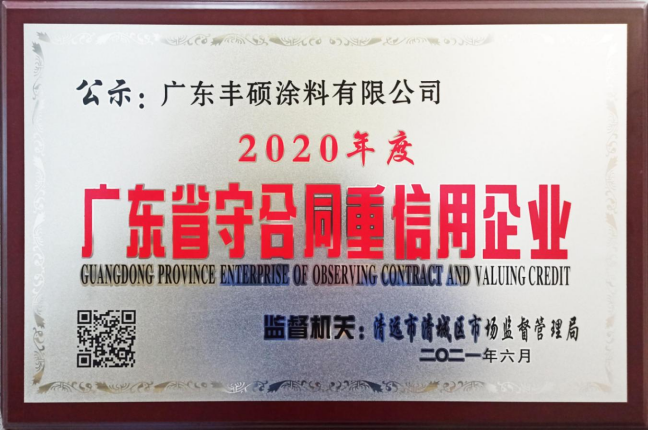 公示：广东丰硕涂料有限公司
2020年度
广东省守合同重信用企业
GUANGDONG PROVINCE ENTERPRISE OF OBSERVING CONTRACT AND VALUING CREDIT
监督机关：清远市清城区市场监督管理局
二〇二一年六月